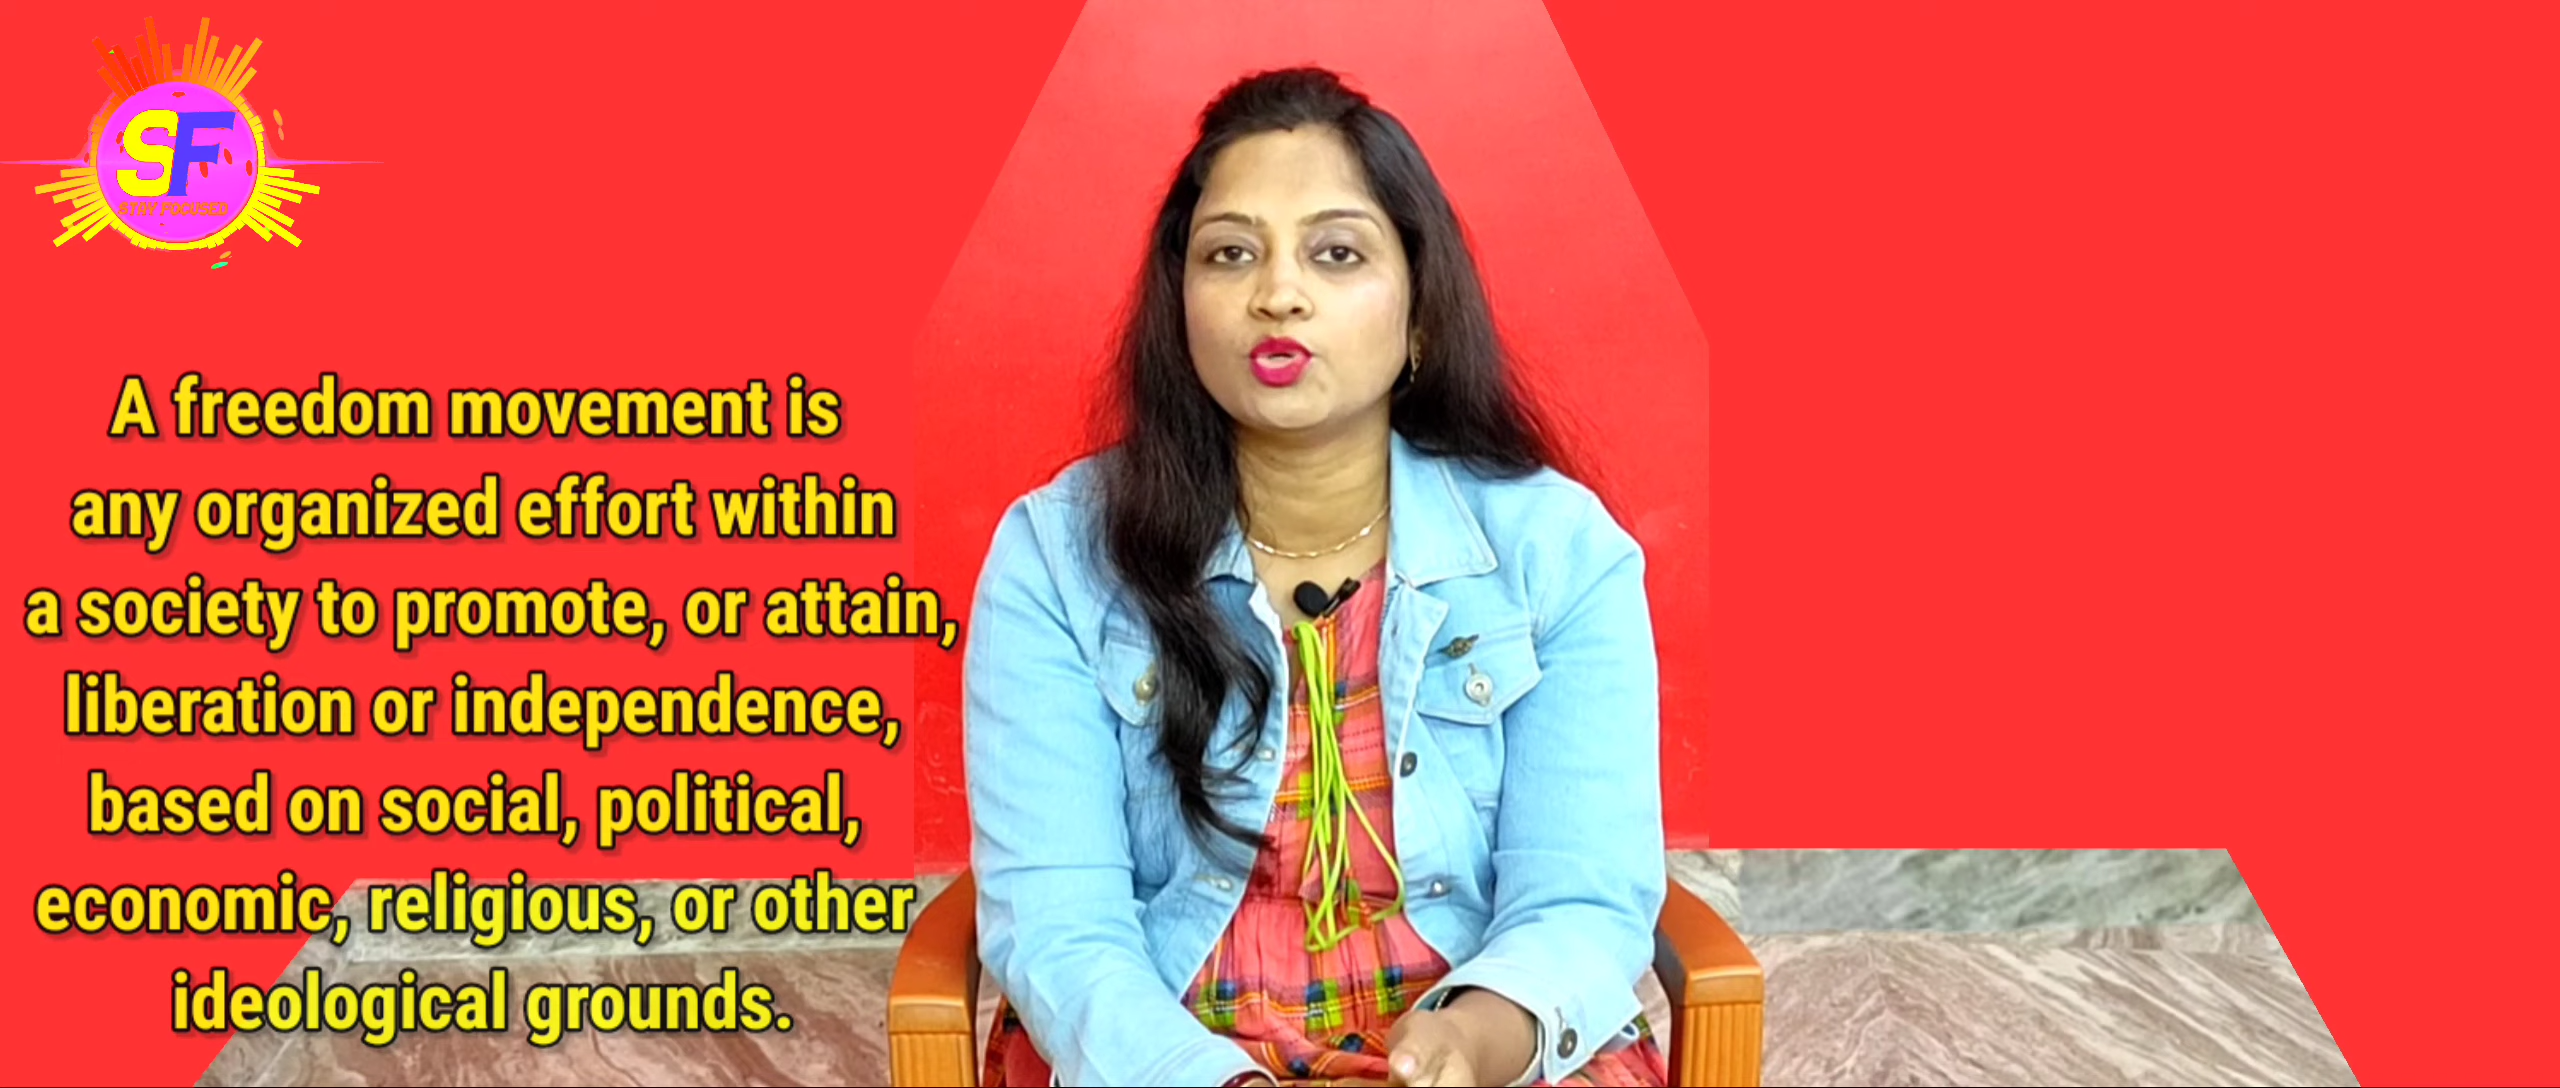 SF
STAY FOCUSED
A freedom movement is
any organized effort within
a society to promote, or attain,
liberation or independence,
based on social, political,
economic, religious, or other
ideological grounds.